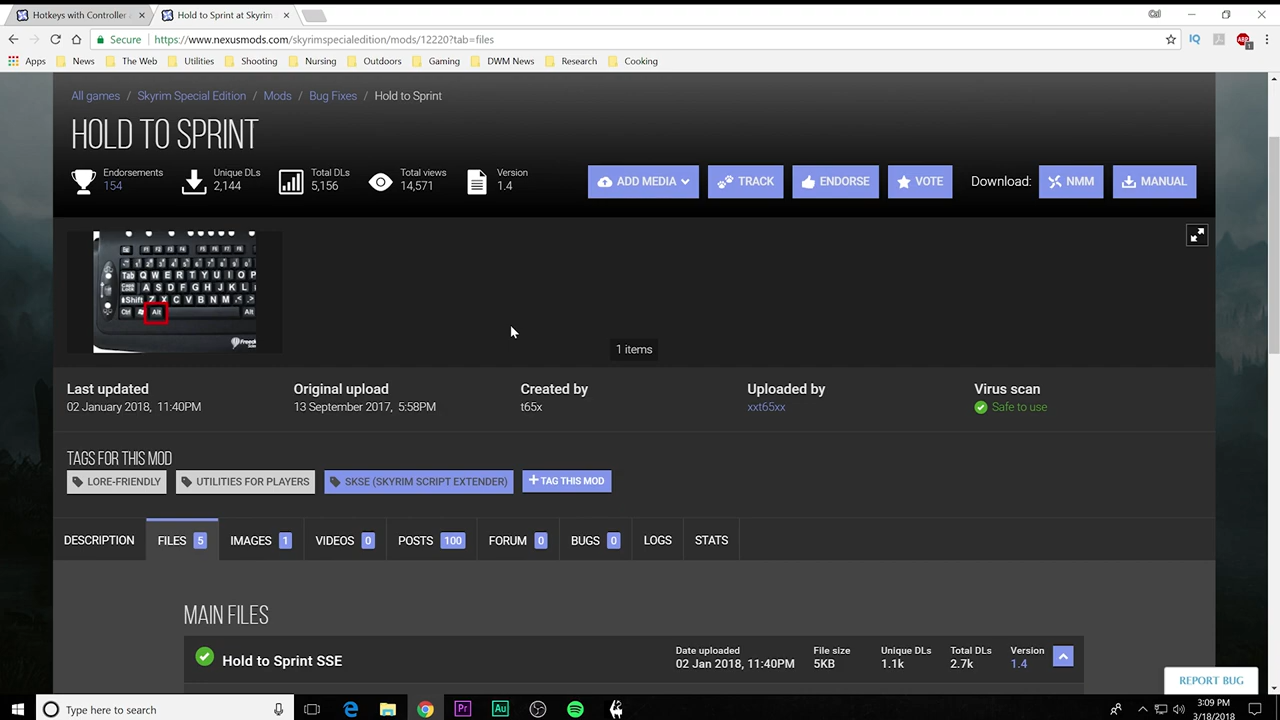 Hotkeys with Controller
Hold to Sprint at Skyrim
Cal
Secure
https://www.nexusmods.com/skyrimspecialedition/mods/12220?tab=files
Apps News The Web Utilities Shooting Nursing Outdoors Gaming DWM News Research Cooking
All games / Skyrim Special Edition / Mods / Bug Fixes / Hold to Sprint
HOLD TO SPRINT
Endorsements
154
Unique DLs
2,144
Total DLs
5,156
Total views
14,571
Version
1.4
ADD MEDIA
TRACK
ENDORSE
VOTE
Download:
NMM
MANUAL
Tab Q W E R T Y U I O P
A S D F G H J K L
Shift Z X C V B N M
Ctrl Alt Alt
1 items
Last updated
02 January 2018, 11:40PM
Original upload
13 September 2017, 5:58PM
Created by
t65x
Uploaded by
xxt65xx
Virus scan
Safe to use
TAGS FOR THIS MOD
LORE-FRIENDLY
UTILITIES FOR PLAYERS
SKSE (SKYRIM SCRIPT EXTENDER)
+ TAG THIS MOD
DESCRIPTION
FILES 5
IMAGES 1
VIDEOS 0
POSTS 100
FORUM 0
BUGS 0
LOGS
STATS
MAIN FILES
Hold to Sprint SSE
Date uploaded
02 Jan 2018, 11:40PM
File size
5KB
Unique DLs
1.1k
Total DLs
2.7k
Version
1.4
REPORT BUG
Type here to search
3:09 PM
3/18/2018